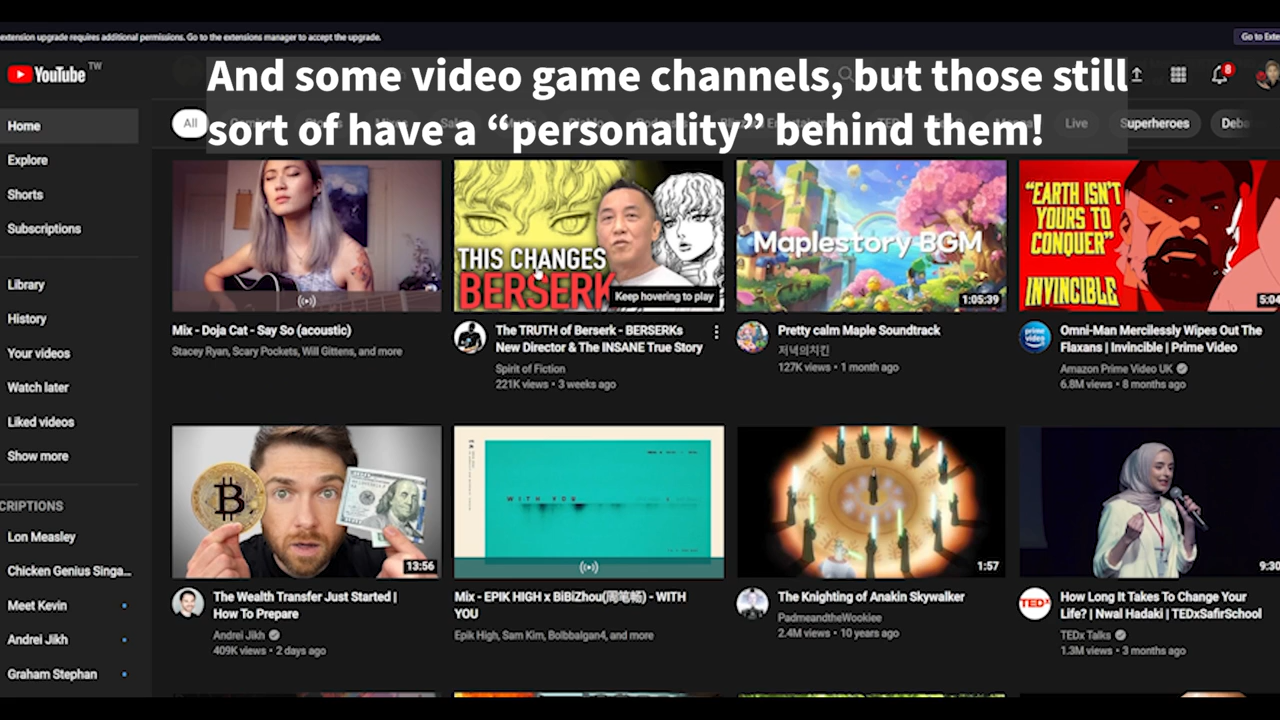 extension upgrade requires additional permissions. Go to the extensions manager to accept the upgrade.
Go to Exte
YouTube TW
And some video game channels, but those still
sort of have a “personality” behind them!
8
All
Live
Superheroes
Deba
Home
Explore
Shorts
Subscriptions
Library
History
Your videos
Watch later
Liked videos
Show more
CRIPTIONS
Lon Measley
Chicken Genius Singa...
Meet Kevin
Andrei Jikh
Graham Stephan
Mix - Doja Cat - Say So (acoustic)
Stacey Ryan, Scary Pockets, Will Gittens, and more
THIS CHANGES
BERSERK
Keep hovering to play
The TRUTH of Berserk - BERSERKs
New Director & The INSANE True Story
Spirit of Fiction
221K views • 3 weeks ago
Maplestory BGM
1:05:39
Pretty calm Maple Soundtrack
저녁의치킨
127K views • 1 month ago
"EARTH ISN'T
YOURS TO
CONQUER"
INVINCIBLE
5:04
prime video
Omni-Man Mercilessly Wipes Out The
Flaxans | Invincible | Prime Video
Amazon Prime Video UK
6.8M views • 8 months ago
13:56
The Wealth Transfer Just Started |
How To Prepare
Andrei Jikh
409K views • 2 days ago
WITH YOU
Mix - EPIK HIGH x BiBiZhou(周笔畅) - WITH
YOU
Epik High, Sam Kim, Bolbbalgan4, and more
1:57
The Knighting of Anakin Skywalker
PadmeandtheWookiee
2.4M views • 10 years ago
9:30
TEDx
How Long It Takes To Change Your
Life? | Nwal Hadaki | TEDxSafirSchool
TEDx Talks
1.3M views • 3 months ago